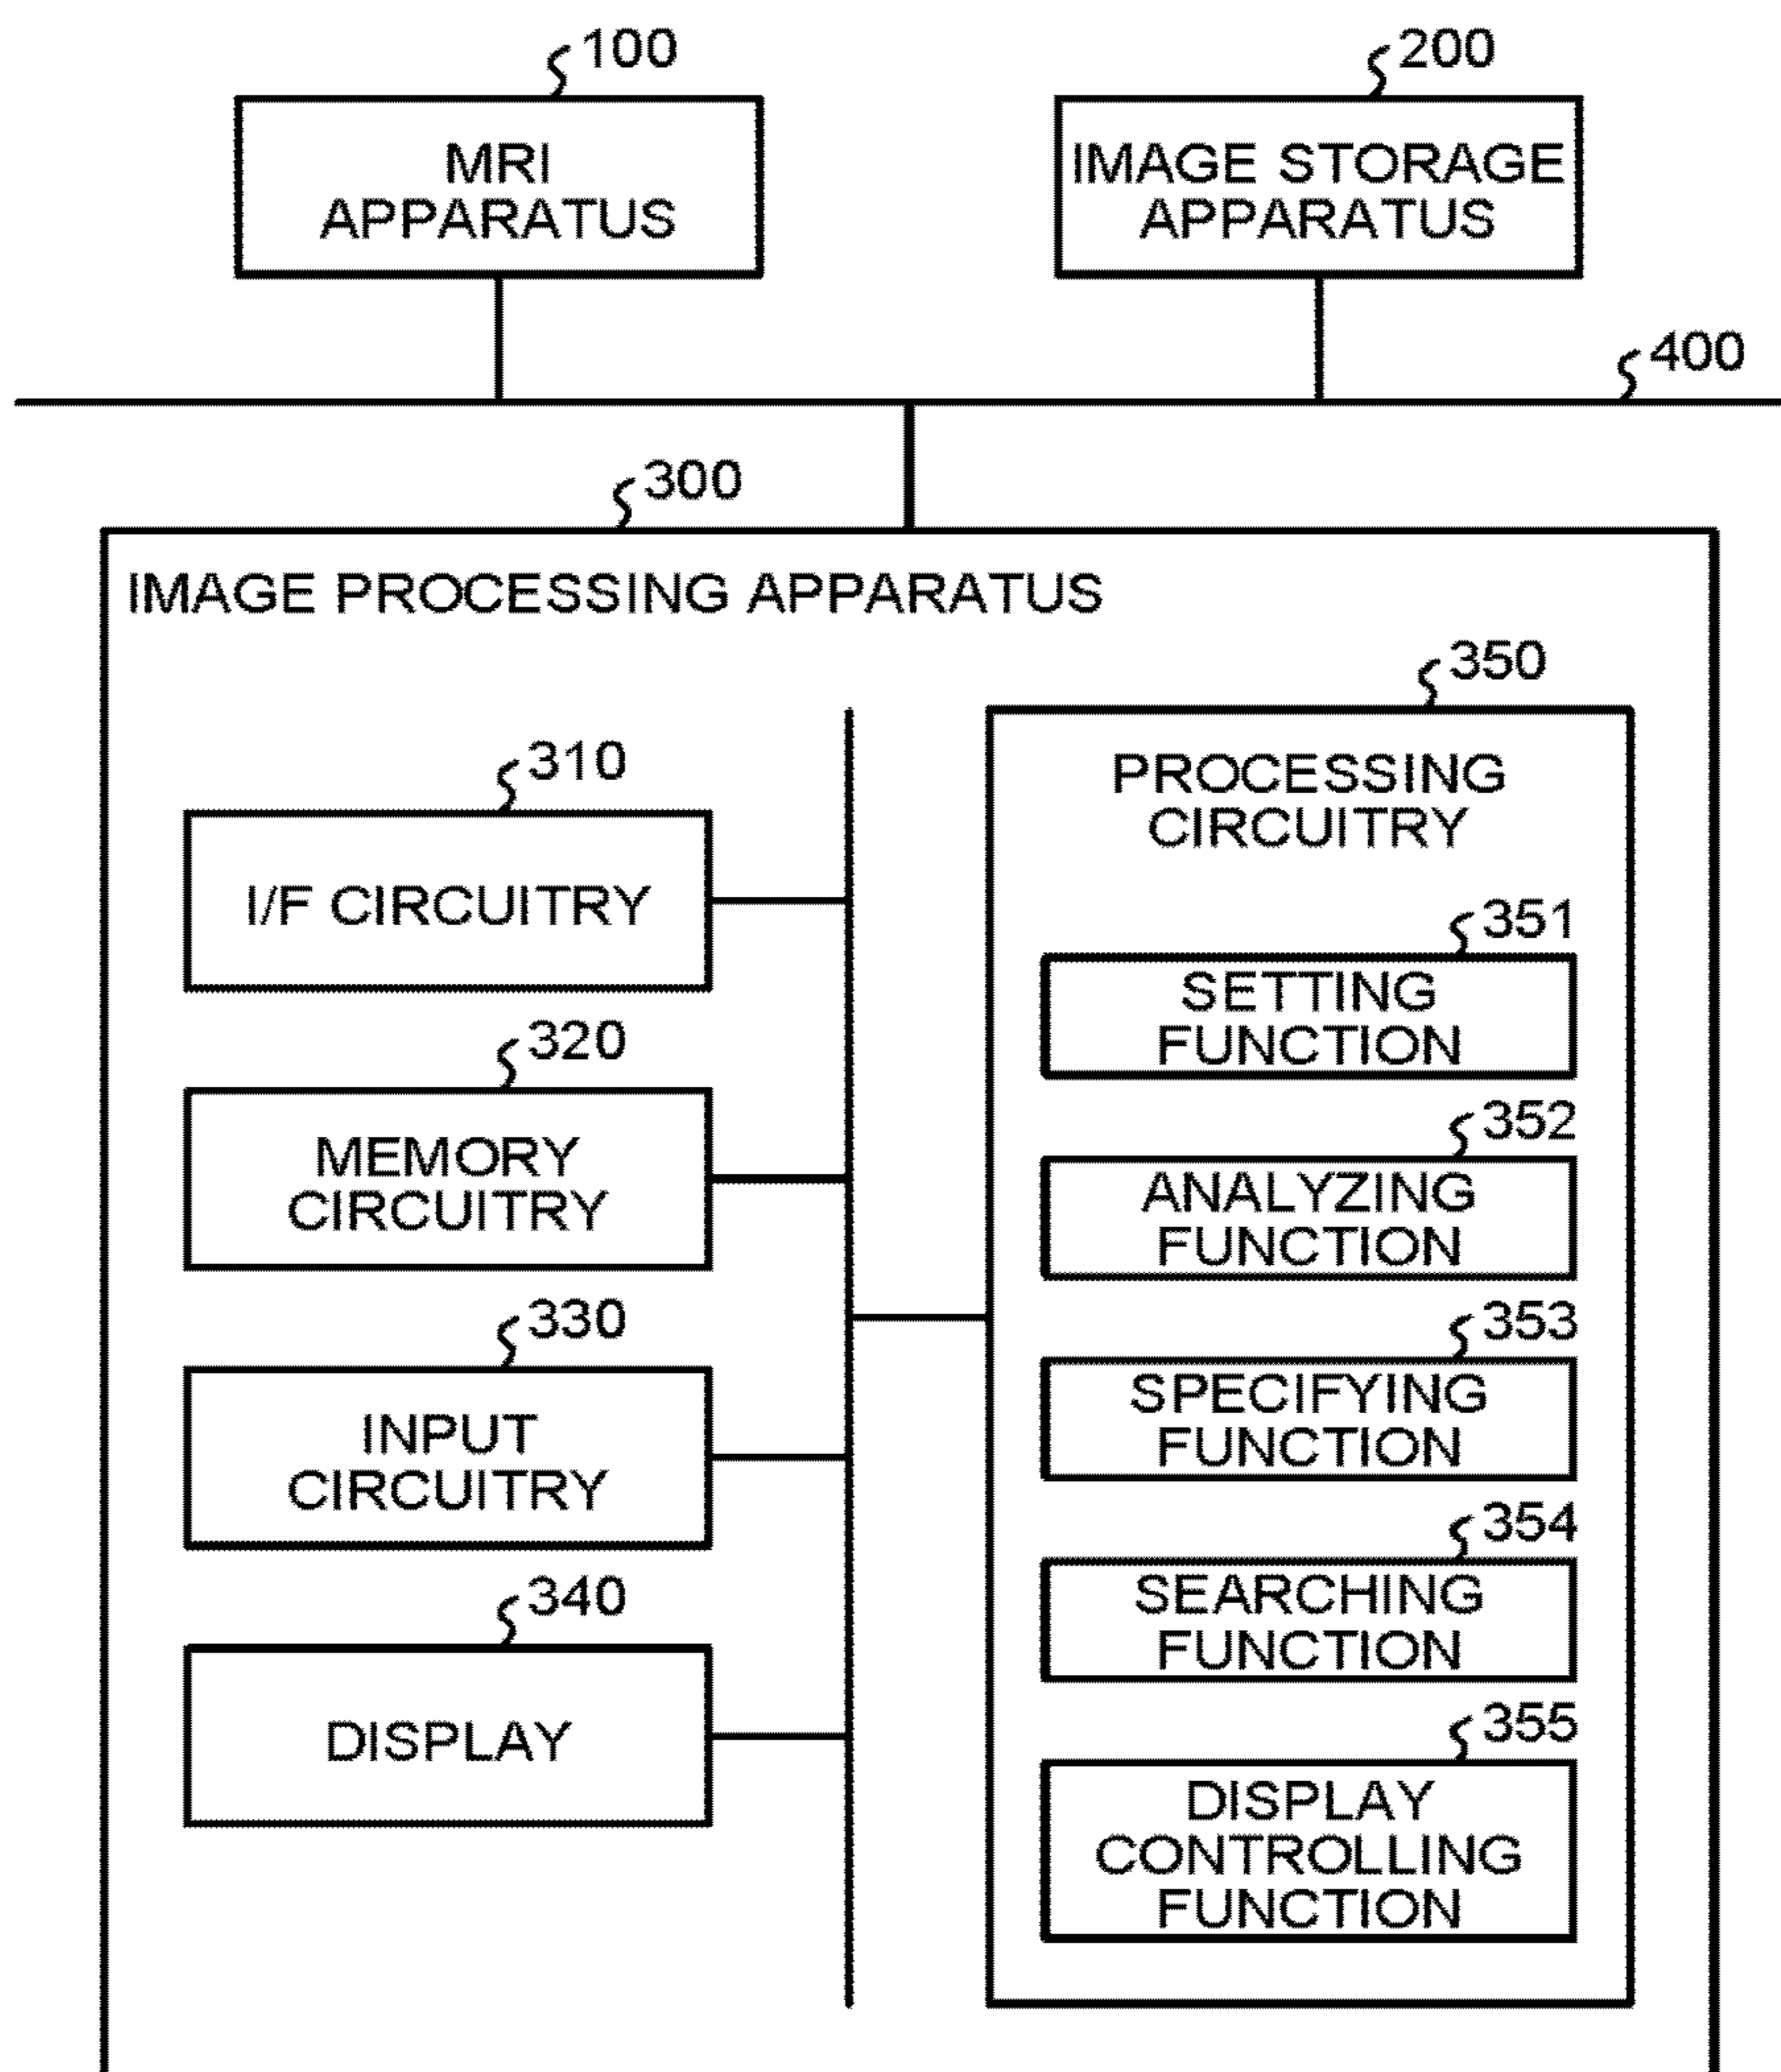 100
MRI
APPARATUS
200
IMAGE STORAGE
APPARATUS
400
300
IMAGE PROCESSING APPARATUS
310
I/F CIRCUITRY
320
MEMORY
CIRCUITRY
330
INPUT
CIRCUITRY
340
DISPLAY
350
PROCESSING
CIRCUITRY
351
SETTING
FUNCTION
352
ANALYZING
FUNCTION
353
SPECIFYING
FUNCTION
354
SEARCHING
FUNCTION
355
DISPLAY
CONTROLLING
FUNCTION